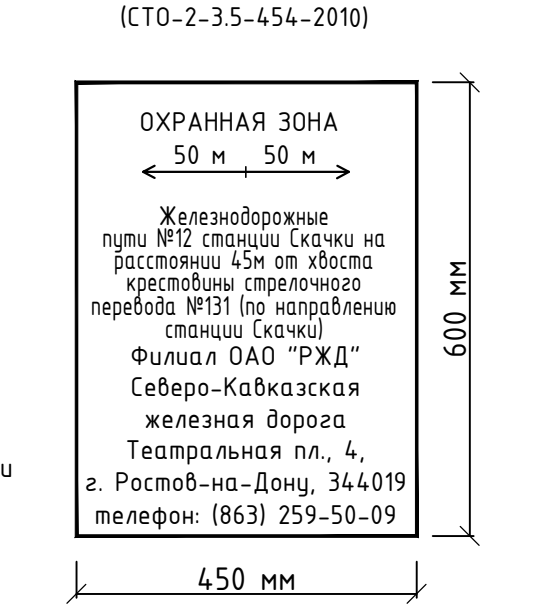 (СТО-2-3.5-454-2010)
ОХРАННАЯ ЗОНА
50 м 50 м
Железнодорожные
пути №12 станции Скачки на
расстоянии 45м от хвоста
крестовины стрелочного
перевода №131 (по направлению
станции Скачки)
Филиал ОАО "РЖД"
Северо-Кавказская
железная дорога
Театральная пл., 4,
г. Ростов-на-Дону, 344019
телефон: (863) 259-50-09
600 мм
450 мм
и